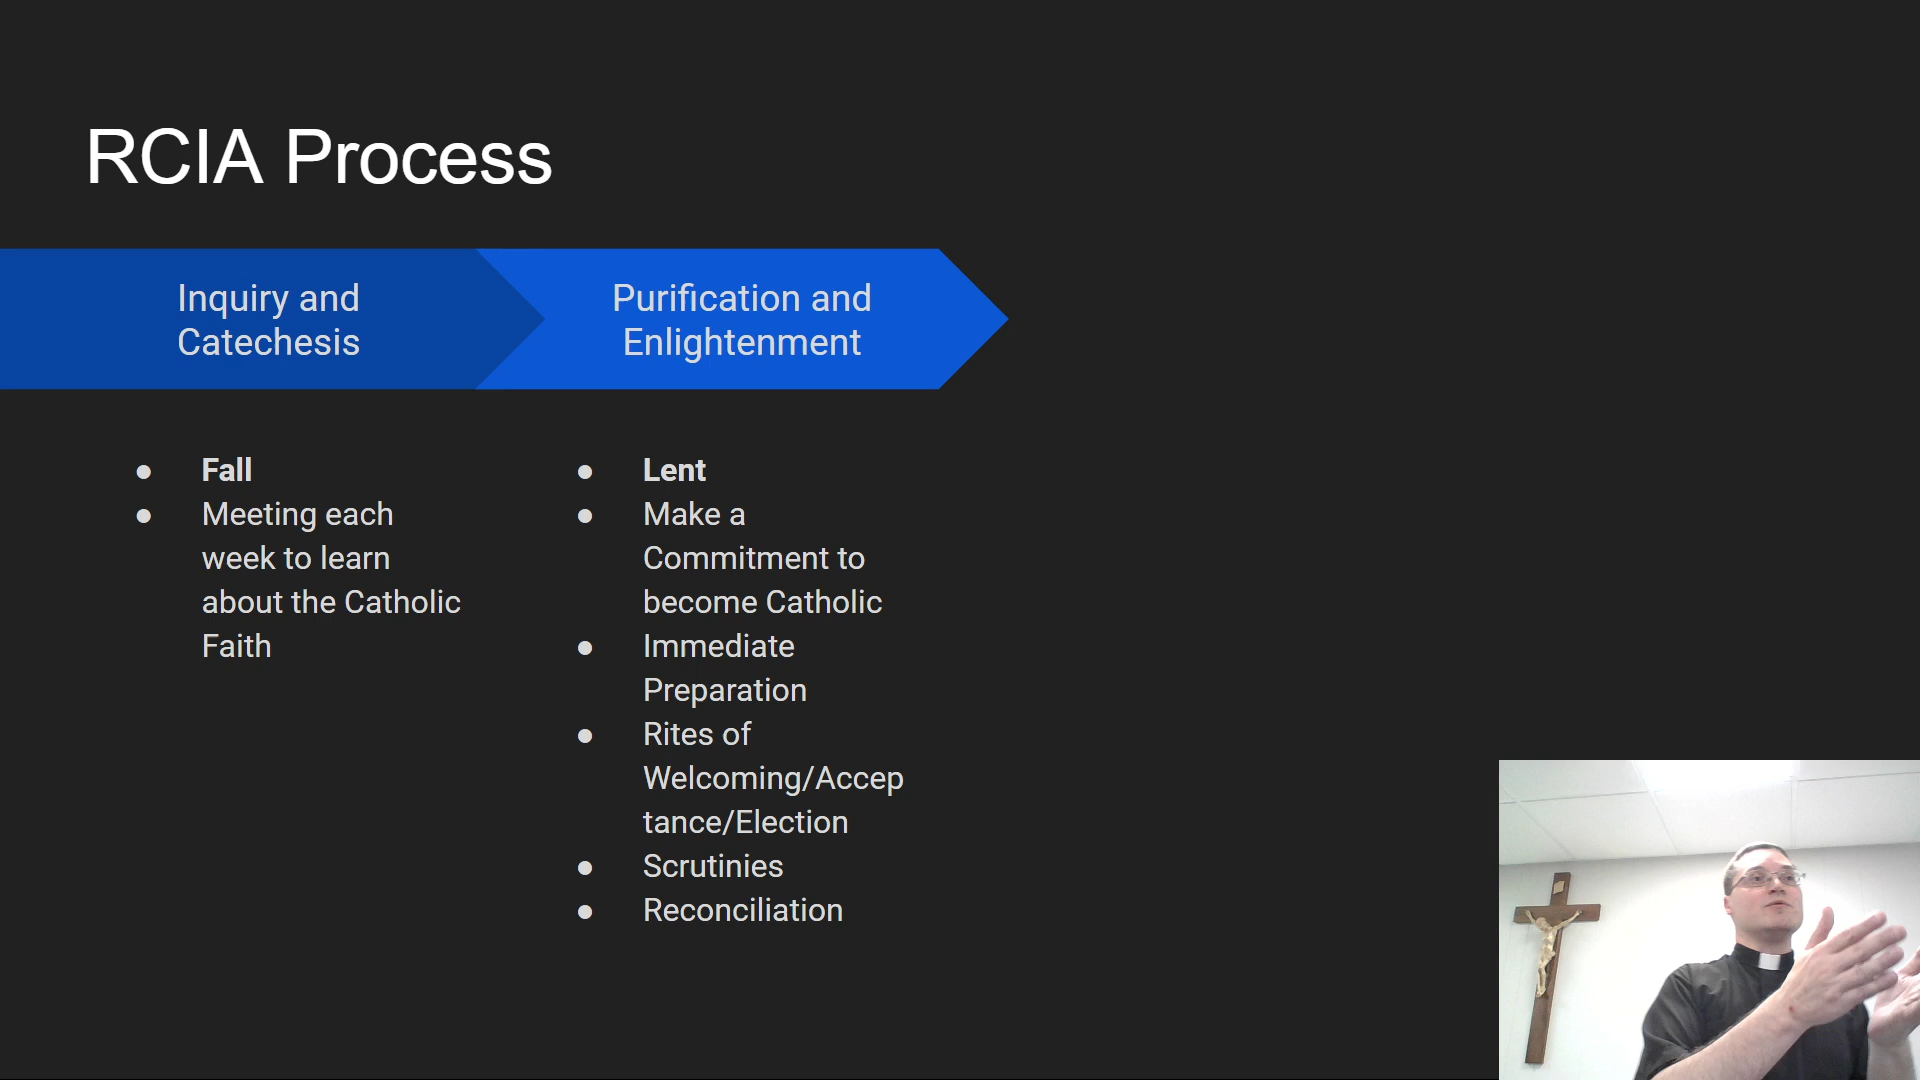 RCIA Process
Inquiry and
Catechesis
Purification and
Enlightenment
● Fall
● Meeting each
week to learn
about the Catholic
Faith
● Lent
● Make a
Commitment to
become Catholic
● Immediate
Preparation
● Rites of
Welcoming/Accep
tance/Election
● Scrutinies
● Reconciliation